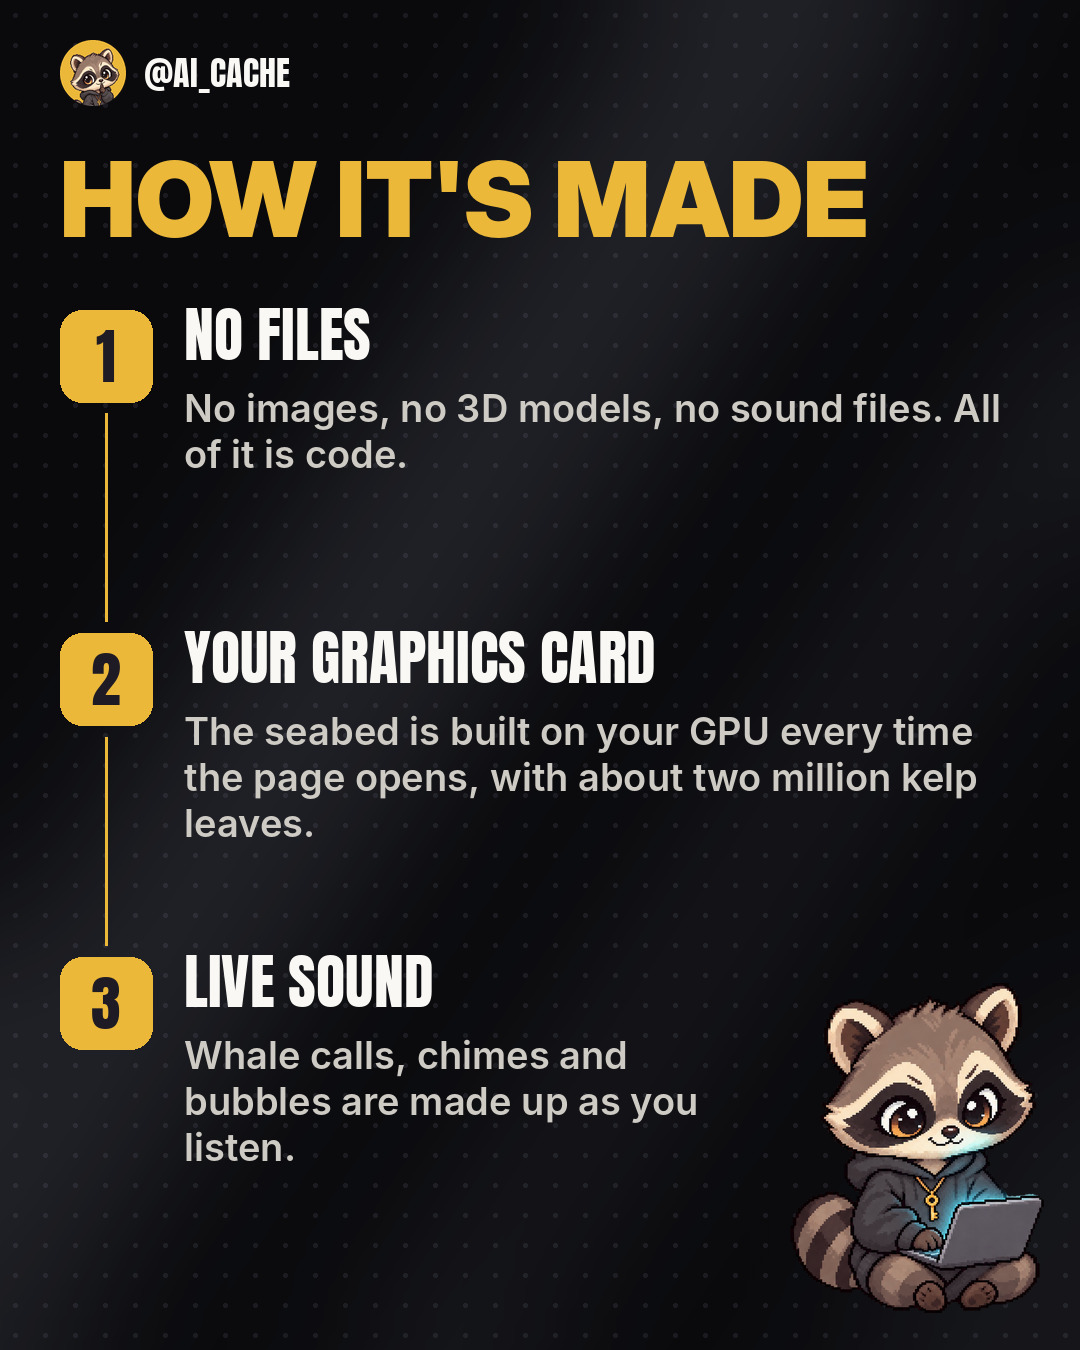 @AI_CACHE
HOW IT'S MADE
1
NO FILES
No images, no 3D models, no sound files. All
of it is code.
2
YOUR GRAPHICS CARD
The seabed is built on your GPU every time
the page opens, with about two million kelp
leaves.
3
LIVE SOUND
Whale calls, chimes and
bubbles are made up as you
listen.